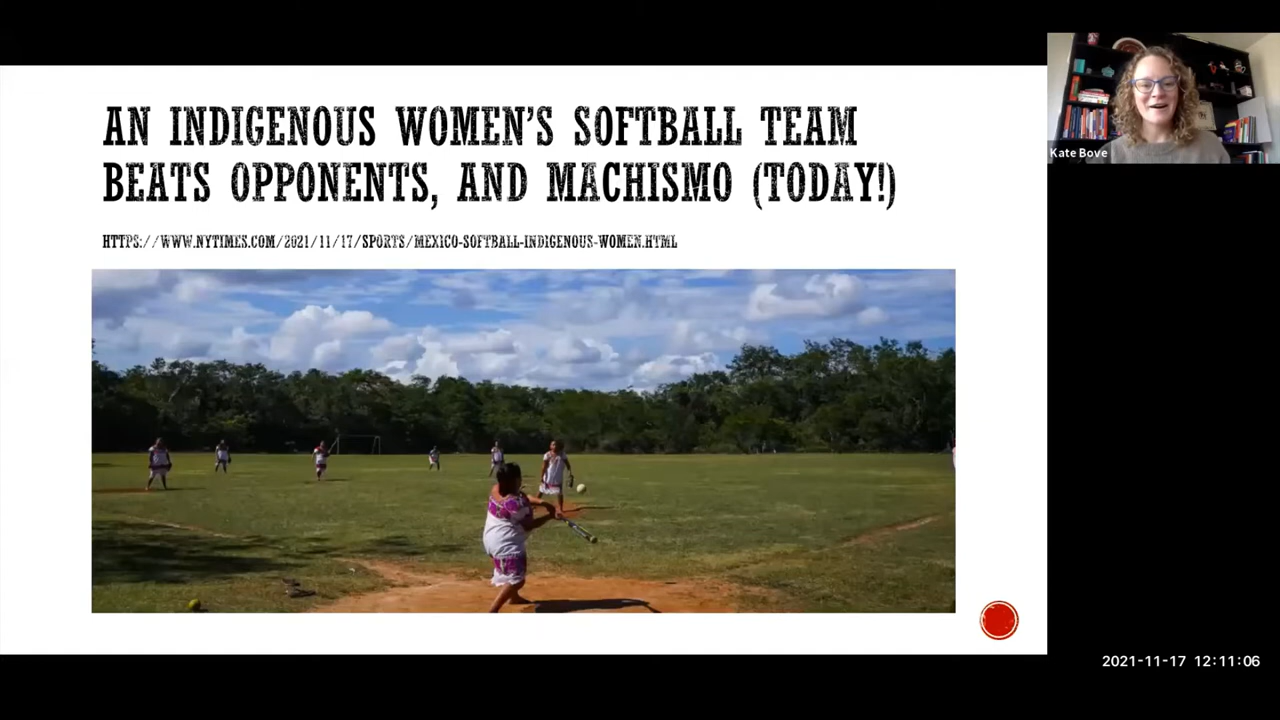 AN INDIGENOUS WOMEN'S SOFTBALL TEAM
BEATS OPPONENTS, AND MACHISMO (TODAY!)
HTTPS://WWW.NYTIMES.COM/2021/11/17/SPORTS/MEXICO-SOFTBALL-INDIGENOUS-WOMEN.HTML
Kate Bove
2021-11-17 12:11:06